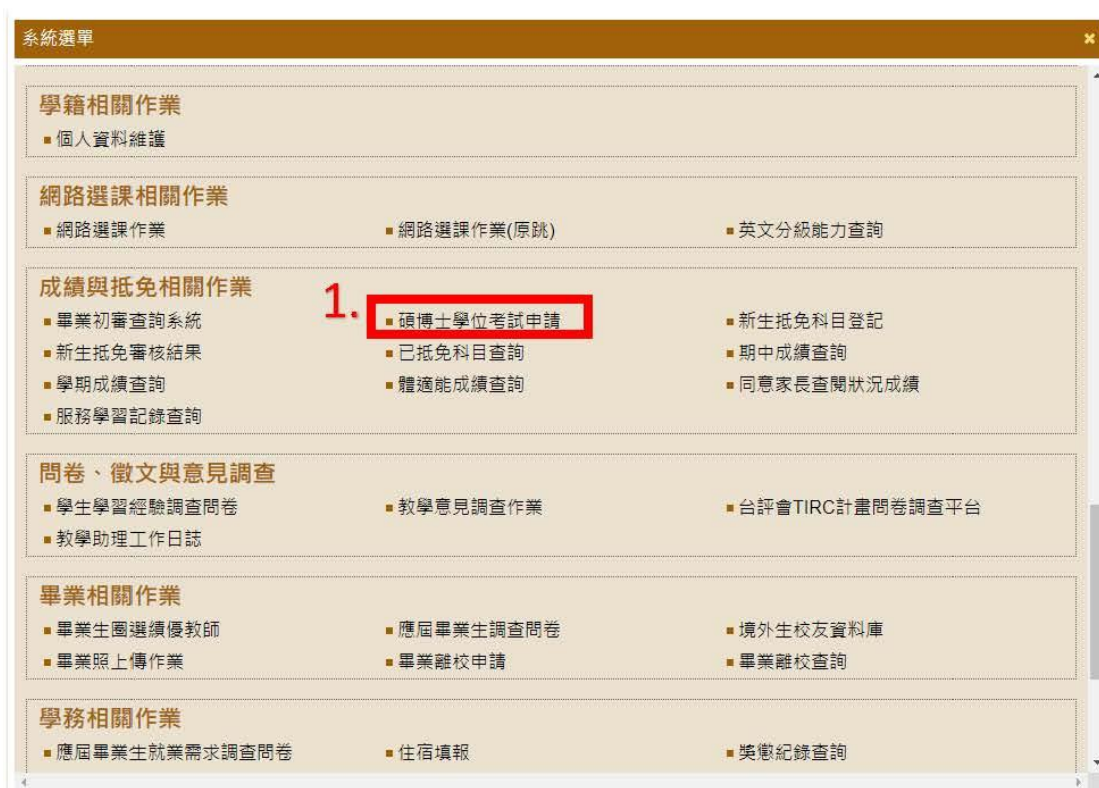 系統選單
學籍相關作業
個人資料維護
網路選課相關作業
網路選課作業 網路選課作業(原跳) 英文分級能力查詢
成績與抵免相關作業
1.
畢業初審查詢系統 碩博士學位考試申請 新生抵免科目登記
新生抵免審核結果 已抵免科目查詢 期中成績查詢
學期成績查詢 體適能成績查詢 同意家長查閱狀況成績
服務學習記錄查詢
問卷、徵文與意見調查
學生學習經驗調查問卷 教學意見調查作業 台評會TIRC計畫問卷調查平台
教學助理工作日誌
畢業相關作業
畢業生圈選績優教師 應屆畢業生調查問卷 境外生校友資料庫
畢業照上傳作業 畢業離校申請 畢業離校查詢
學務相關作業
應屆畢業生就業需求調查問卷 住宿填報 獎懲紀錄查詢